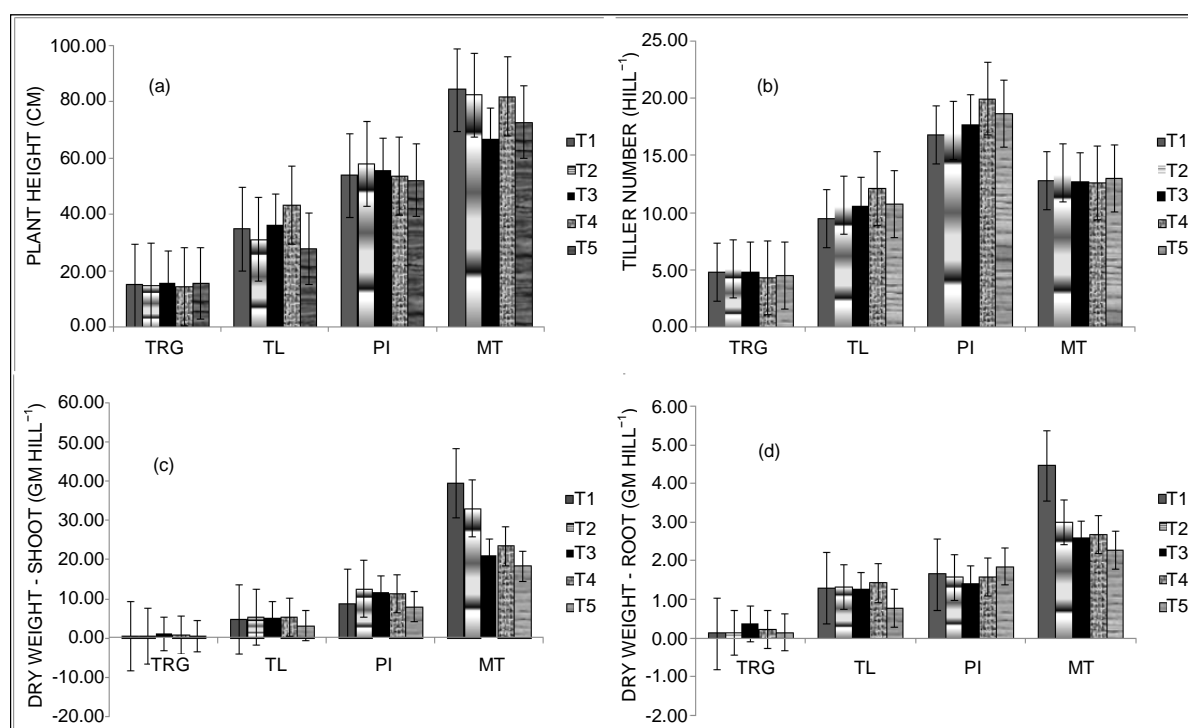 PLANT HEIGHT (CM)
100.00
80.00
60.00
40.00
20.00
0.00
(a)
TRG
TL
PI
MT
T1
T2
T3
T4
T5
TILLER NUMBER (HILL⁻¹)
25.00
20.00
15.00
10.00
5.00
0.00
(b)
TRG
TL
PI
MT
T1
T2
T3
T4
T5
DRY WEIGHT - SHOOT (GM HILL⁻¹)
60.00
50.00
40.00
30.00
20.00
10.00
0.00
-10.00
-20.00
(c)
TRG
TL
PI
MT
T1
T2
T3
T4
T5
DRY WEIGHT - ROOT (GM HILL⁻¹)
6.00
5.00
4.00
3.00
2.00
1.00
0.00
-1.00
-2.00
(d)
TRG
TL
PI
MT
T1
T2
T3
T4
T5